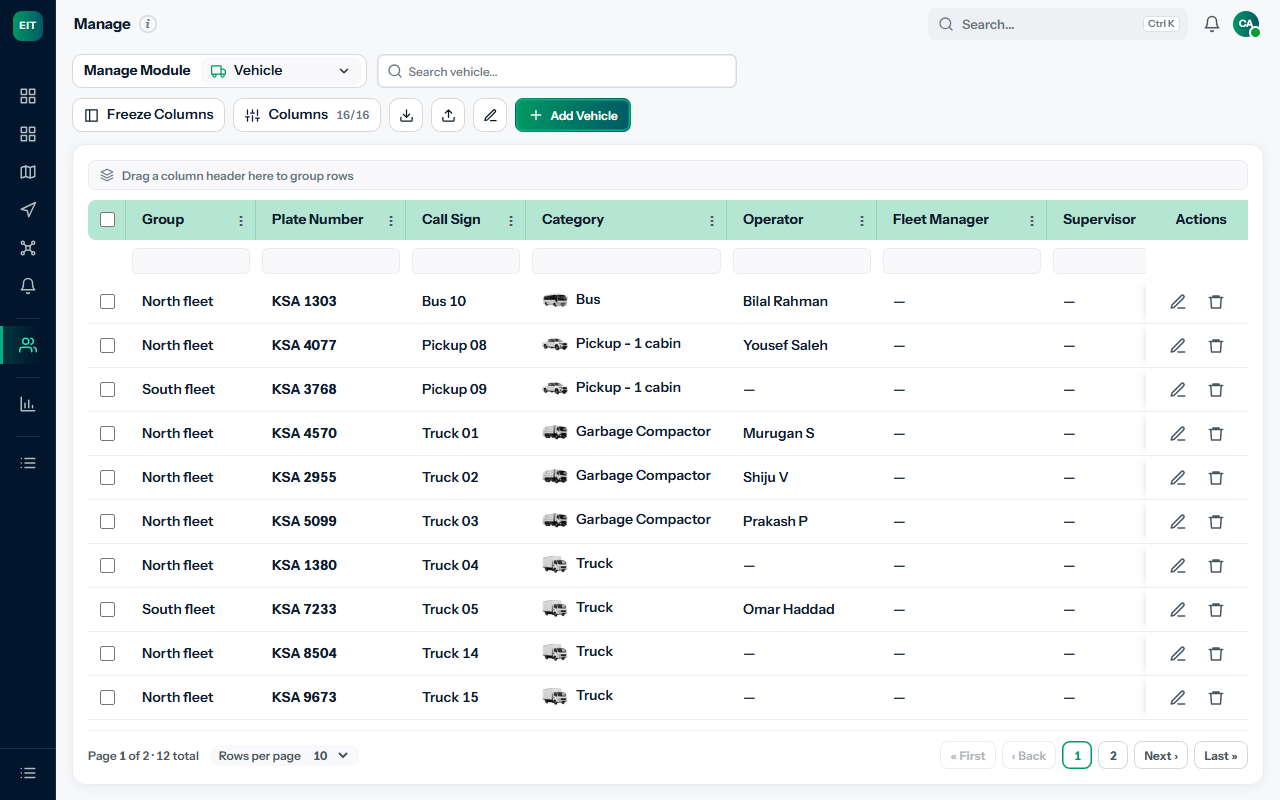 EIT
Manage
Search...
Ctrl K
CA
Manage Module
Vehicle
Search vehicle...
Freeze Columns
Columns 16/16
Add Vehicle
Drag a column header here to group rows
Group Plate Number Call Sign Category Operator Fleet Manager Supervisor Actions
North fleet KSA 1303 Bus 10 Bus Bilal Rahman — —
North fleet KSA 4077 Pickup 08 Pickup - 1 cabin Yousef Saleh — —
South fleet KSA 3768 Pickup 09 Pickup - 1 cabin — — —
North fleet KSA 4570 Truck 01 Garbage Compactor Murugan S — —
North fleet KSA 2955 Truck 02 Garbage Compactor Shiju V — —
North fleet KSA 5099 Truck 03 Garbage Compactor Prakash P — —
North fleet KSA 1380 Truck 04 Truck — — —
South fleet KSA 7233 Truck 05 Truck Omar Haddad — —
North fleet KSA 8504 Truck 14 Truck — — —
North fleet KSA 9673 Truck 15 Truck — — —
Page 1 of 2 · 12 total Rows per page 10 « First ‹ Back 1 2 Next › Last »